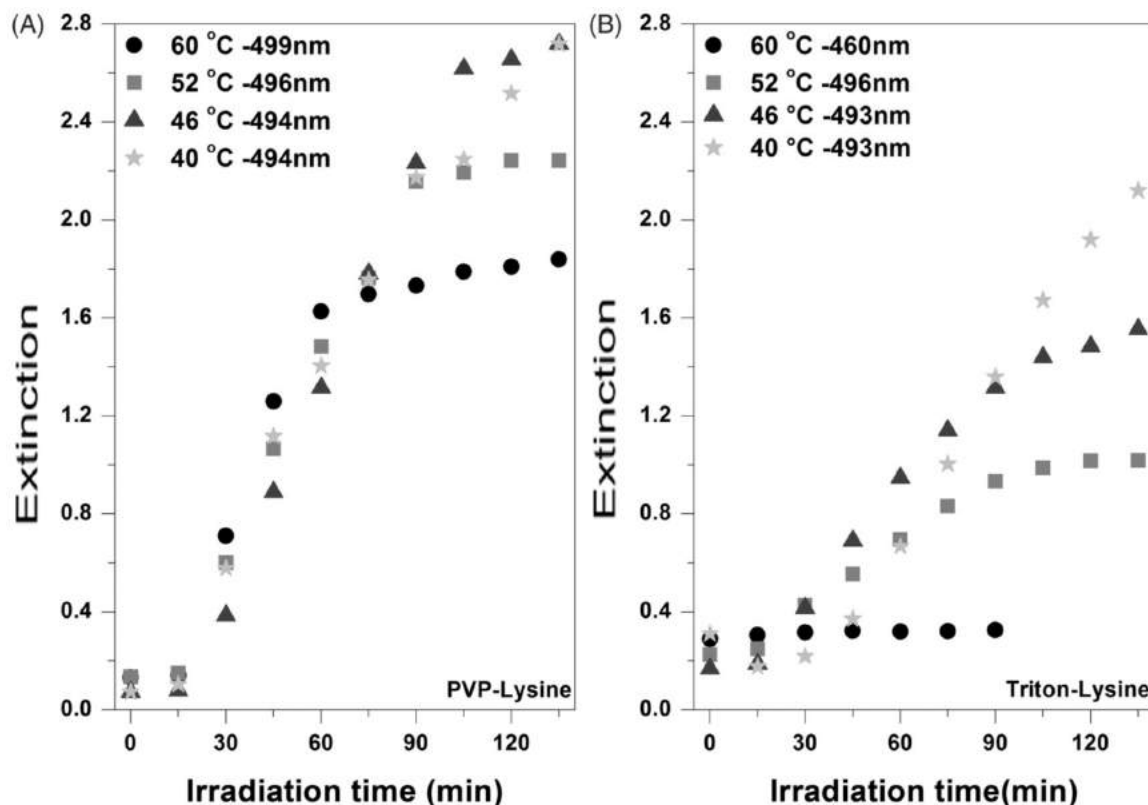 (A)
2.8
2.4
2.0
1.6
1.2
0.8
0.4
0.0
Extinction
60 °C -499nm
52 °C -496nm
46 °C -494nm
40 °C -494nm
PVP-Lysine
0 30 60 90 120
Irradiation time (min)
(B)
2.8
2.4
2.0
1.6
1.2
0.8
0.4
0.0
Extinction
60 °C -460nm
52 °C -496nm
46 °C -493nm
40 °C -493nm
Triton-Lysine
0 30 60 90 120
Irradiation time(min)